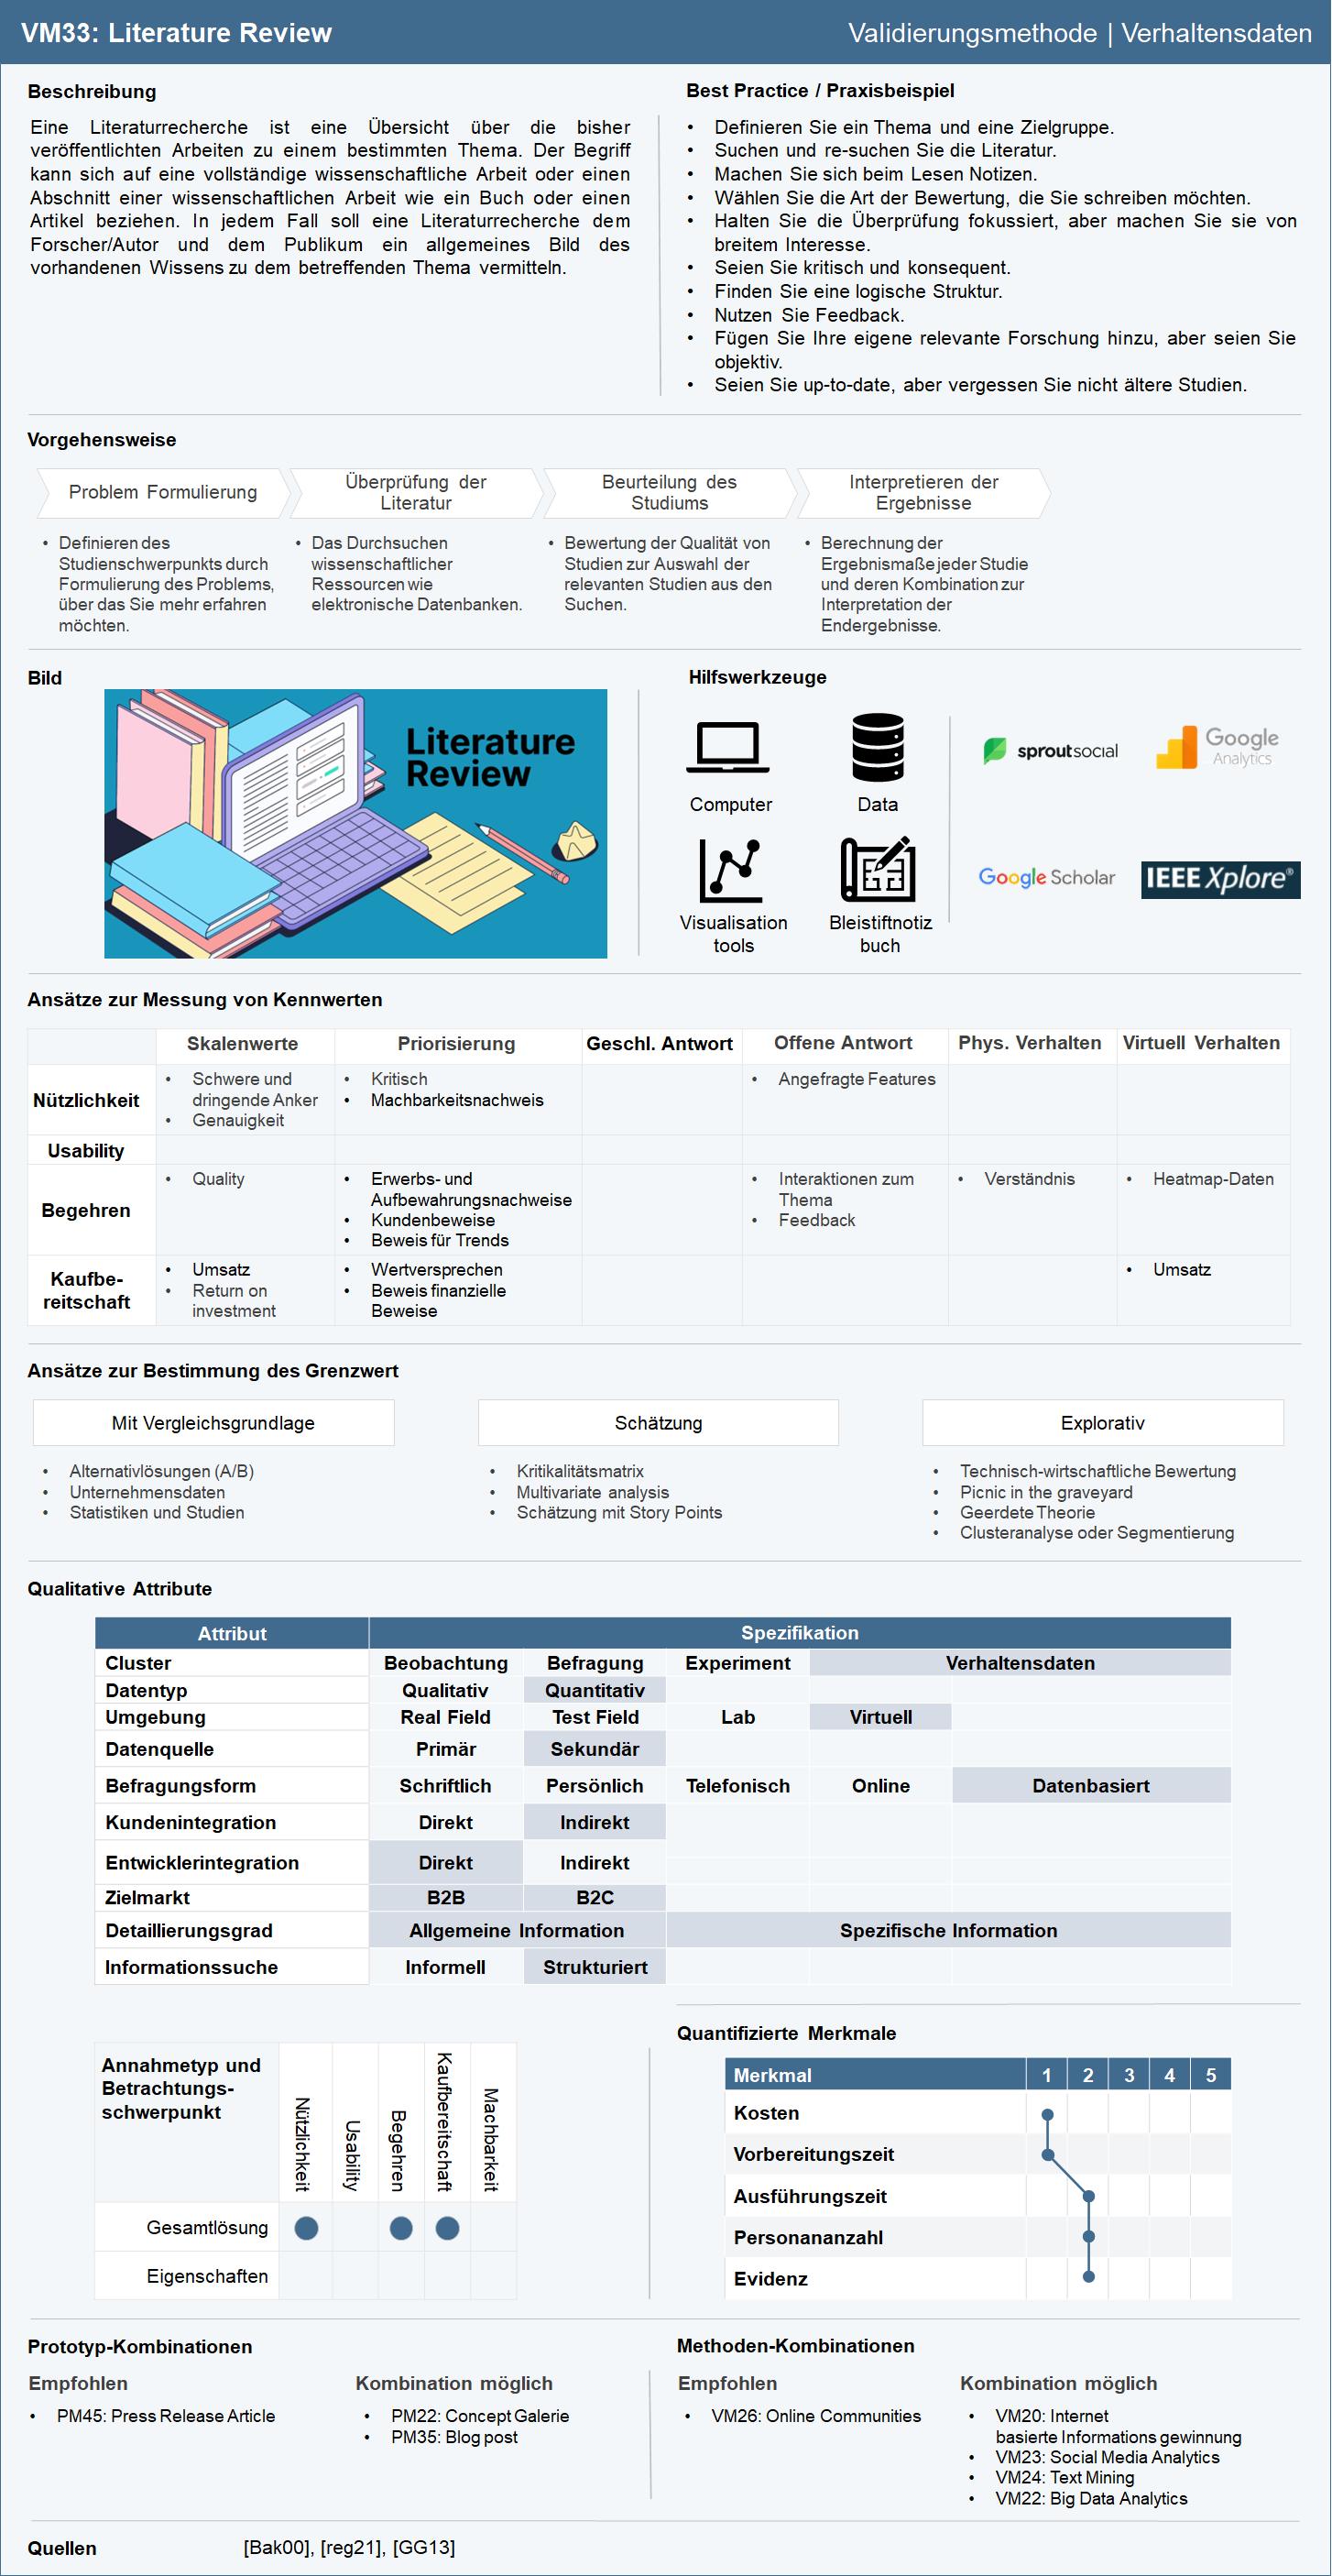 VM33: Literature Review
Validierungsmethode | Verhaltensdaten
Beschreibung
Eine Literaturrecherche ist eine Übersicht über die bisher
veröffentlichten Arbeiten zu einem bestimmten Thema. Der Begriff
kann sich auf eine vollständige wissenschaftliche Arbeit oder einen
Abschnitt einer wissenschaftlichen Arbeit wie ein Buch oder einen
Artikel beziehen. In jedem Fall soll eine Literaturrecherche dem
Forscher/Autor und dem Publikum ein allgemeines Bild des
vorhandenen Wissens zu dem betreffenden Thema vermitteln.
Best Practice / Praxisbeispiel
• Definieren Sie ein Thema und eine Zielgruppe.
• Suchen und re-suchen Sie die Literatur.
• Machen Sie sich beim Lesen Notizen.
• Wählen Sie die Art der Bewertung, die Sie schreiben möchten.
• Halten Sie die Überprüfung fokussiert, aber machen Sie sie von
breitem Interesse.
• Seien Sie kritisch und konsequent.
• Finden Sie eine logische Struktur.
• Nutzen Sie Feedback.
• Fügen Sie Ihre eigene relevante Forschung hinzu, aber seien Sie
objektiv.
• Seien Sie up-to-date, aber vergessen Sie nicht ältere Studien.
Vorgehensweise
Problem Formulierung
• Definieren des
Studienschwerpunkts durch
Formulierung des Problems,
über das Sie mehr erfahren
möchten.
Überprüfung der
Literatur
• Das Durchsuchen
wissenschaftlicher
Ressourcen wie
elektronische Datenbanken.
Beurteilung des
Studiums
• Bewertung der Qualität von
Studien zur Auswahl der
relevanten Studien aus den
Suchen.
Interpretieren der
Ergebnisse
• Berechnung der
Ergebnismaße jeder Studie
und deren Kombination zur
Interpretation der
Endergebnisse.
Bild
Literature
Review
Hilfswerkzeuge
Computer
Data
Visualisation
tools
Bleistiftnotiz
buch
sproutsocial
Google
Analytics
Google Scholar
IEEE Xplore®
Ansätze zur Messung von Kennwerten
Skalenwerte Priorisierung Geschl. Antwort Offene Antwort Phys. Verhalten Virtuell Verhalten
Nützlichkeit
• Schwere und
dringende Anker
• Genauigkeit
• Kritisch
• Machbarkeitsnachweis
• Angefragte Features
Usability
Begehren
• Quality
• Erwerbs- und
Aufbewahrungsnachweise
• Kundenbeweise
• Beweis für Trends
• Interaktionen zum
Thema
• Feedback
• Verständnis
• Heatmap-Daten
Kaufbe-
reitschaft
• Umsatz
• Return on
investment
• Wertversprechen
• Beweis finanzielle
Beweise
• Umsatz
Ansätze zur Bestimmung des Grenzwert
Mit Vergleichsgrundlage
• Alternativlösungen (A/B)
• Unternehmensdaten
• Statistiken und Studien
Schätzung
• Kritikalitätsmatrix
• Multivariate analysis
• Schätzung mit Story Points
Explorativ
• Technisch-wirtschaftliche Bewertung
• Picnic in the graveyard
• Geerdete Theorie
• Clusteranalyse oder Segmentierung
Qualitative Attribute
Attribut Spezifikation
Cluster Beobachtung Befragung Experiment Verhaltensdaten
Datentyp Qualitativ Quantitativ
Umgebung Real Field Test Field Lab Virtuell
Datenquelle Primär Sekundär
Befragungsform Schriftlich Persönlich Telefonisch Online Datenbasiert
Kundenintegration Direkt Indirekt
Entwicklerintegration Direkt Indirekt
Zielmarkt B2B B2C
Detaillierungsgrad Allgemeine Information Spezifische Information
Informationssuche Informell Strukturiert
Annahmetyp und
Betrachtungs-
schwerpunkt
Nützlichkeit
Usability
Begehren
Kaufbereitschaft
Machbarkeit
Gesamtlösung
Eigenschaften
Quantifizierte Merkmale
Merkmal 1 2 3 4 5
Kosten
Vorbereitungszeit
Ausführungszeit
Personananzahl
Evidenz
Prototyp-Kombinationen
Empfohlen
• PM45: Press Release Article
Kombination möglich
• PM22: Concept Galerie
• PM35: Blog post
Methoden-Kombinationen
Empfohlen
• VM26: Online Communities
Kombination möglich
• VM20: Internet
basierte Informations gewinnung
• VM23: Social Media Analytics
• VM24: Text Mining
• VM22: Big Data Analytics
Quellen
[Bak00], [reg21], [GG13]